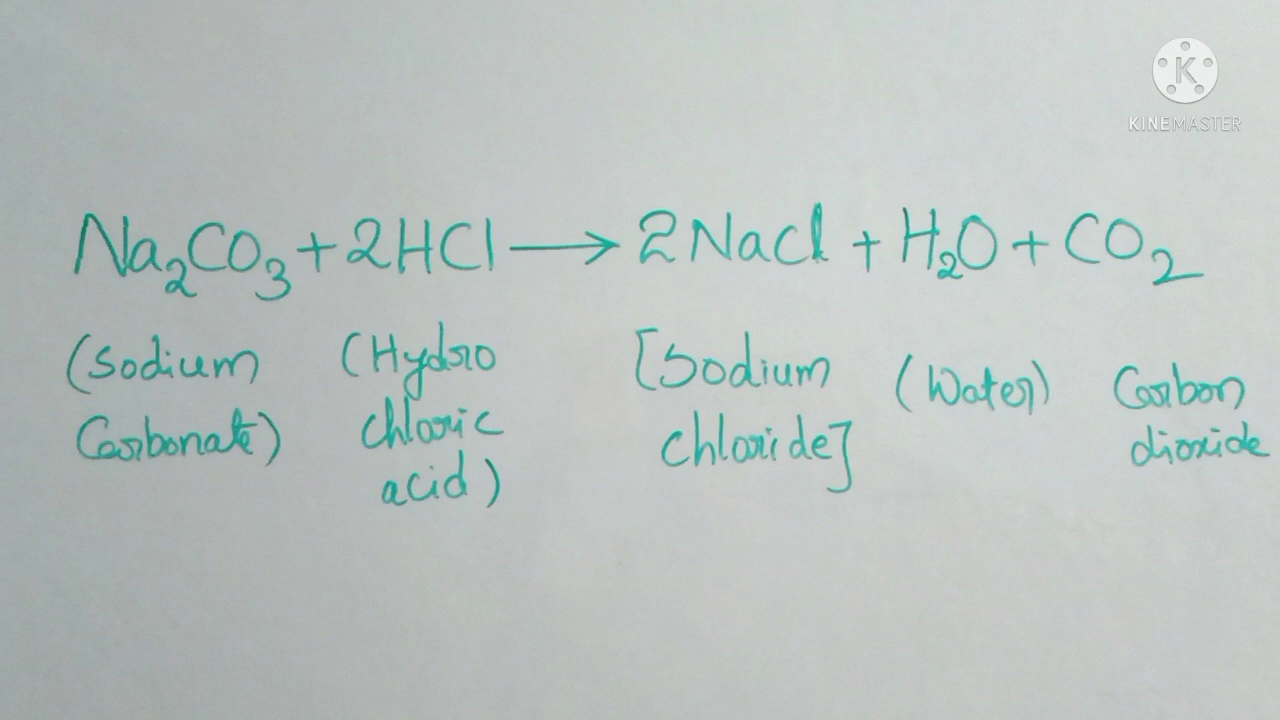 K
KINEMASTER
Na₂CO₃ + 2HCl → 2NaCl + H₂O + CO₂
(Sodium Carbonate)
(Hydro chloric acid)
[Sodium chloride]
(Water)
Carbon dioxide